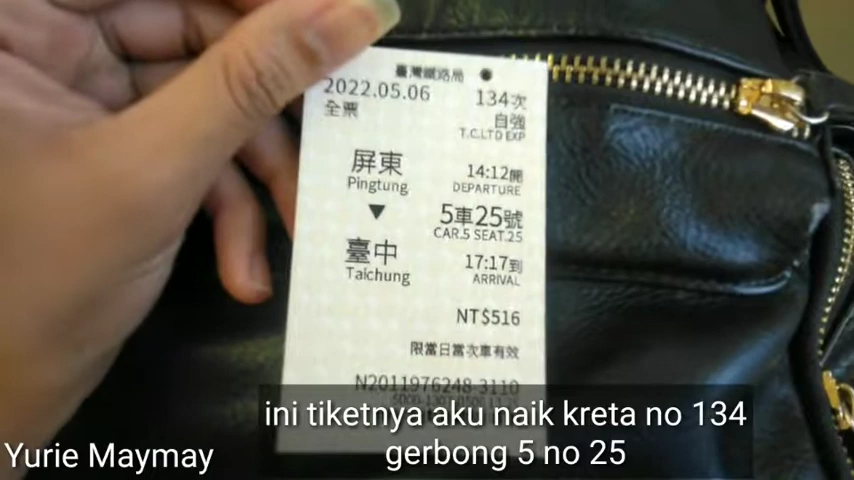 臺灣鐵路局
2022.05.06 134次
全票 自強
T.C.LTD EXP
屏東 14:12開
Pingtung DEPARTURE
▼ 5車25號
CAR.5 SEAT.25
臺中 17:17到
Taichung ARRIVAL
NT$516
限當日當次車有效
N2011976248-3110
ini tiketnya aku naik kreta no 134
gerbong 5 no 25
Yurie Maymay